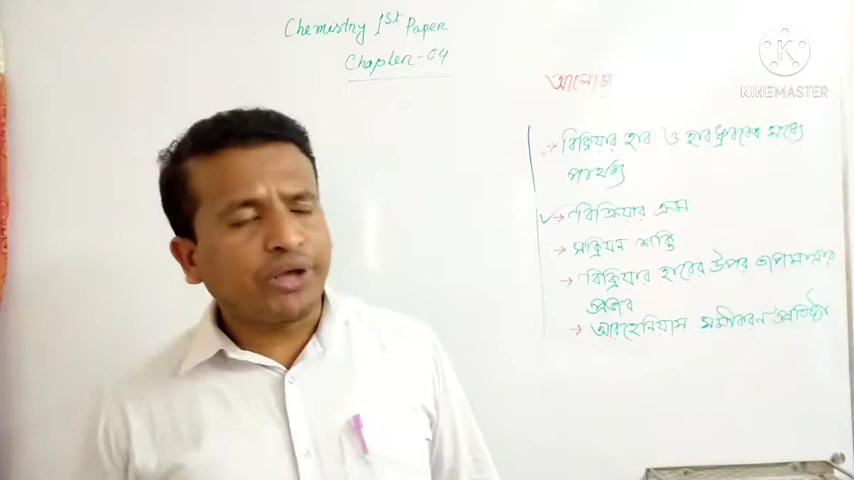 Chemistry 1st Paper
Chapter-04
আলোচ্য
K
KINEMASTER
→ বিক্রিয়ার হার ও হার ধ্রুবকের মধ্যে
পার্থক্য
→ বিক্রিয়ার ক্রম
→ সক্রিয়ন শক্তি
→ বিক্রিয়ার হারের উপর তাপমাত্রার
প্রভাব
→ আরহেনিয়াস সমীকরণ প্রতিষ্ঠা